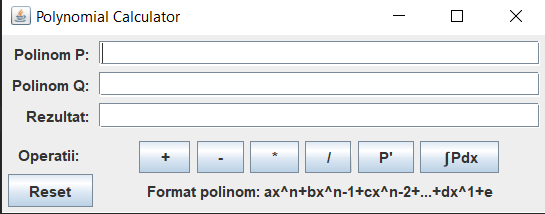 Polynomial Calculator
Polinom P:
Polinom Q:
Rezultat:
Operatii: + - * / P' ∫Pdx
Reset Format polinom: ax^n+bx^n-1+cx^n-2+...+dx^1+e